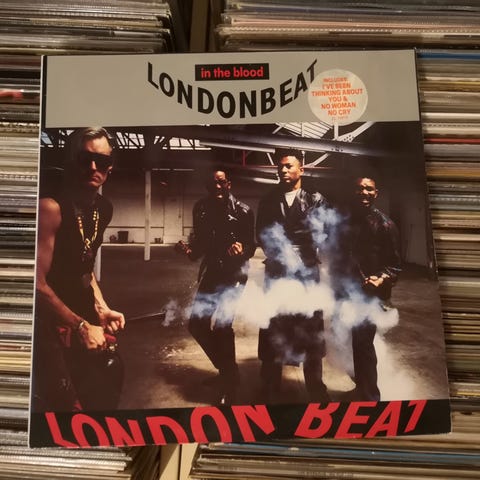 in the blood
LONDONBEAT
INCLUDES
I'VE BEEN
THINKING ABOUT
YOU &
NO WOMAN
NO CRY
LONDON BEAT